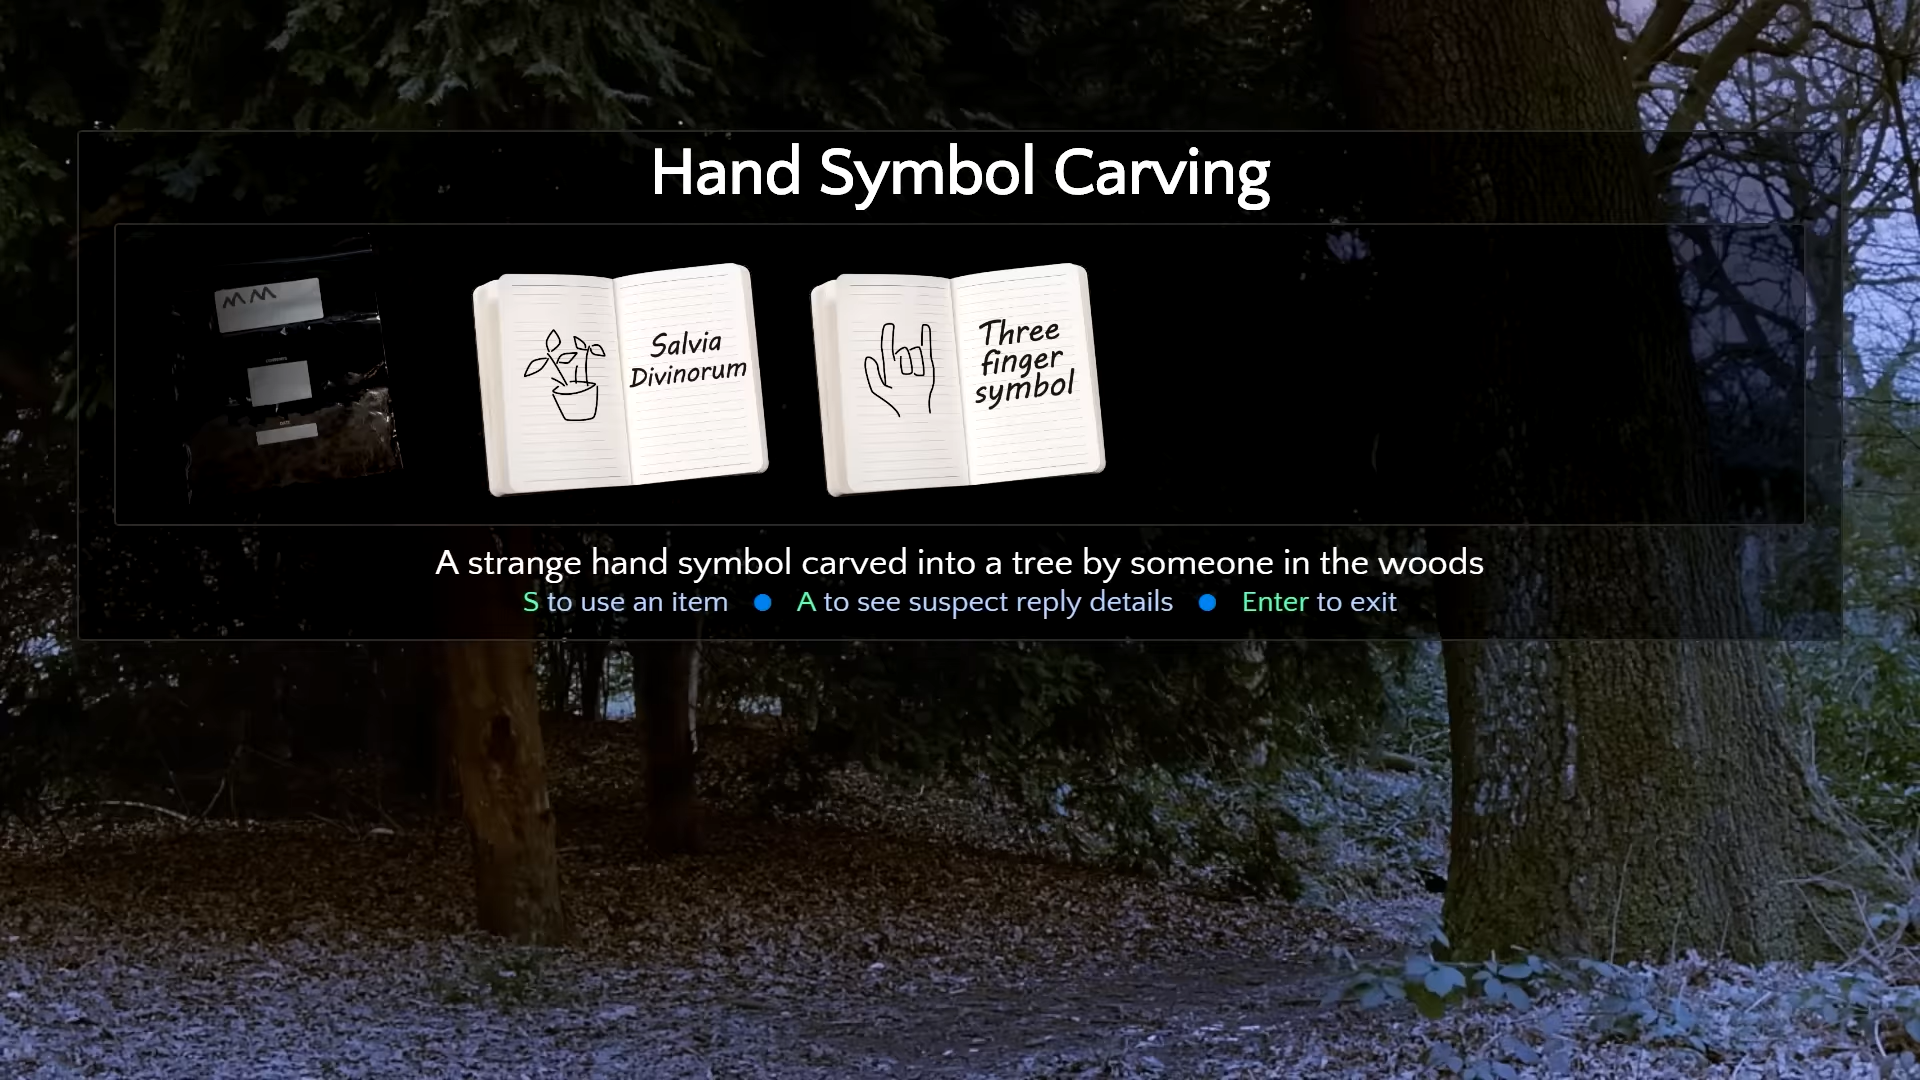 Hand Symbol Carving
MM
Salvia
Divinorum
Three
finger
symbol
A strange hand symbol carved into a tree by someone in the woods
S to use an item ● A to see suspect reply details ● Enter to exit